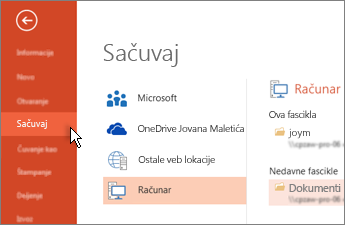 Informacije
Novo
Otvaranje
Sačuvaj
Čuvanje kao
Štampanje
Deljenje
Izvoz
Sačuvaj
Microsoft
OneDrive Jovana Maletića
Ostale veb lokacije
Računar
Računar
Ova fascikla
joym
Nedavne fascikle
Dokumenti